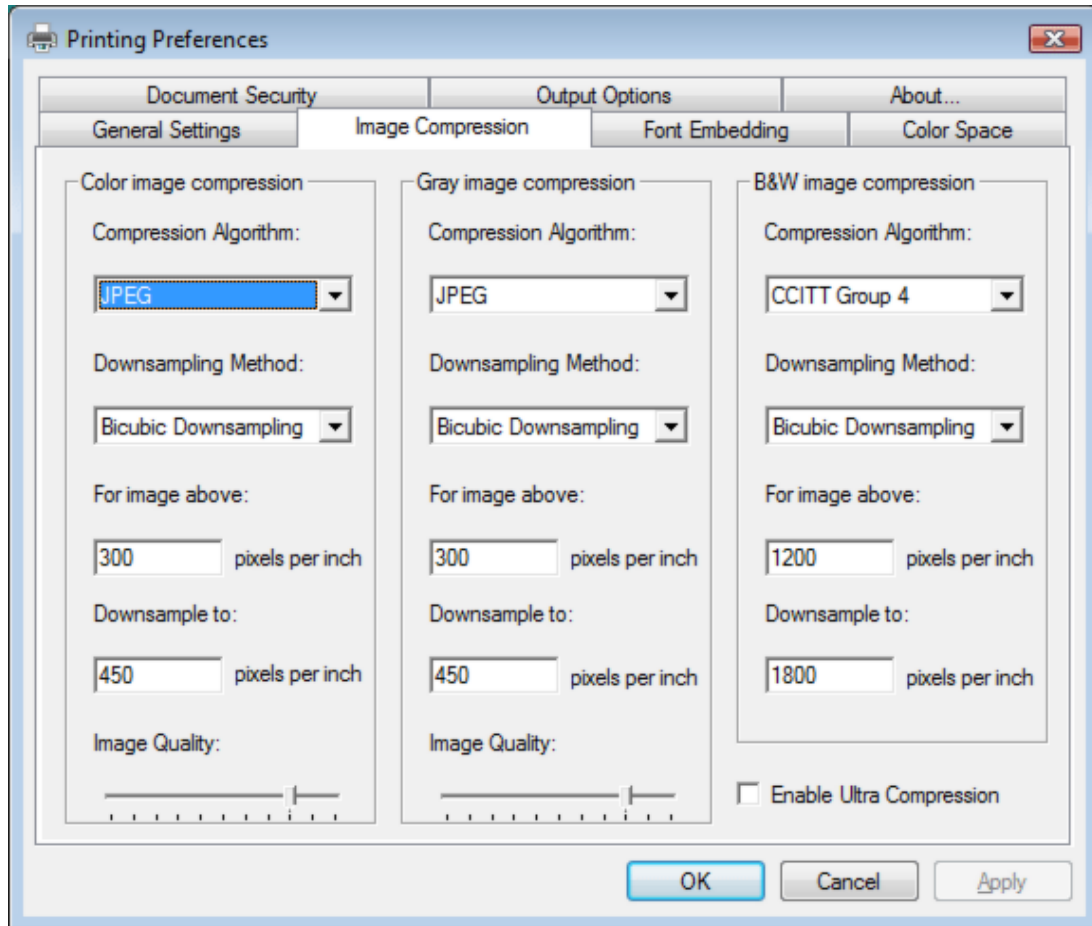 Printing Preferences
Document Security Output Options About...
General Settings Image Compression Font Embedding Color Space
Color image compression
Compression Algorithm:
JPEG
Downsampling Method:
Bicubic Downsampling
For image above:
300 pixels per inch
Downsample to:
450 pixels per inch
Image Quality:
Gray image compression
Compression Algorithm:
JPEG
Downsampling Method:
Bicubic Downsampling
For image above:
300 pixels per inch
Downsample to:
450 pixels per inch
Image Quality:
B&W image compression
Compression Algorithm:
CCITT Group 4
Downsampling Method:
Bicubic Downsampling
For image above:
1200 pixels per inch
Downsample to:
1800 pixels per inch
Enable Ultra Compression
OK Cancel Apply